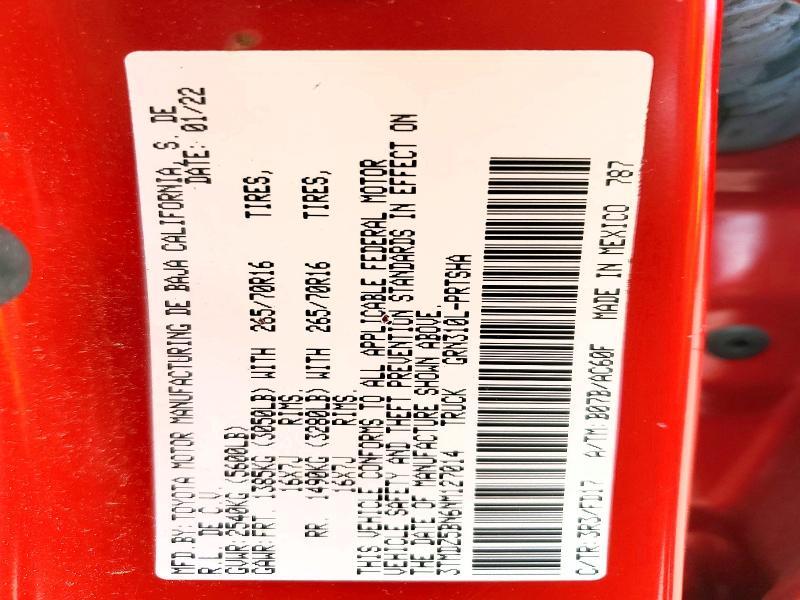 MFD. BY: TOYOTA MOTOR MANUFACTURING DE BAJA CALIFORNIA, S. DE
R.L. DE C.V. DATE: 01/22
GVWR: 2540KG (5600LB)
GAWR: FRT. 1385KG (3050LB) WITH 265/70R16 TIRES,
16X7J RIMS,
RR. 1490KG (3280LB) WITH 265/70R16 TIRES,
16X7J RIMS.
THIS VEHICLE CONFORMS TO ALL APPLICABLE FEDERAL MOTOR
VEHICLE SAFETY AND THEFT PREVENTION STANDARDS IN EFFECT ON
THE DATE OF MANUFACTURE SHOWN ABOVE.
3TMDZ5BN6NM127014 TRUCK GRN310L-PRTSHA
C/TR: 3R3/FD17 A/TM: B07B/AC60F MADE IN MEXICO 787